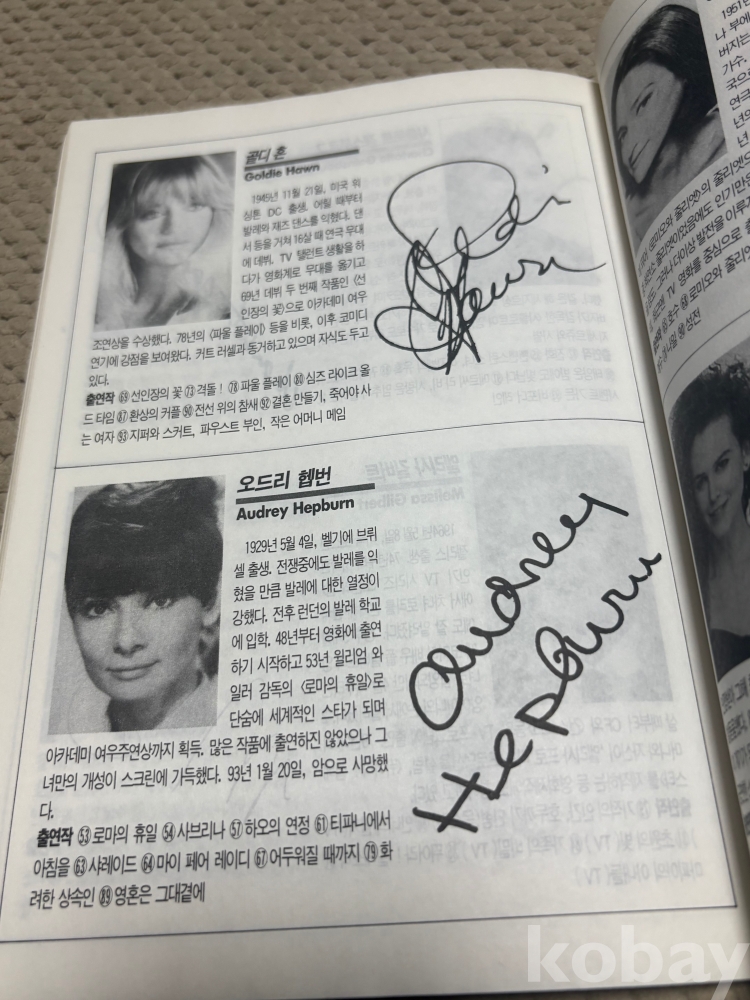 골디 혼
Goldie Hawn
1945년 11월 21일, 미국 워
싱톤 DC 출생. 어릴 때부터
발레와 재즈 댄스를 익혔다. 댄
서 등을 거쳐 16살 때 연극 무대
에 데뷔, TV 탤런트 생활을 하
다가 영화계로 무대를 옮기고
69년 데뷔 두 번째 작품인 〈선
인장의 꽃〉으로 아카데미 여우
조연상을 수상했다. 78년의 〈파울 플레이〉 등을 비롯, 이후 코미디
연기에 강점을 보여왔다. 커트 러셀과 동거하고 있으며 자식도 두고
있다.
출연작 69 선인장의 꽃 73 격돌! 78 파울 플레이 80 심즈 라이크 올
드 타임 87 환상의 커플 90 전선 위의 참새 92 결혼 만들기, 죽어야 사
는 여자 93 지퍼와 스커트, 파우스트 부인, 작은 어머니 메임
Goldie
Hawn
오드리 헵번
Audrey Hepburn
1929년 5월 4일, 벨기에 브뤼
셀 출생. 전쟁중에도 발레를 익
혔을 만큼 발레에 대한 열정이
강했다. 전후 런던의 발레 학교
에 입학. 48년부터 영화에 출연
하기 시작하고 53년 윌리엄 와
일러 감독의 〈로마의 휴일〉로
단숨에 세계적인 스타가 되며
아카데미 여우주연상까지 획득. 많은 작품에 출연하진 않았으나 그
녀만의 개성이 스크린에 가득했다. 93년 1월 20일, 암으로 사망했
다.
출연작 53 로마의 휴일 54 사브리나 57 하오의 연정 61 티파니에서
아침을 63 샤레이드 64 마이 페어 레이디 67 어두워질 때까지 79 화
려한 상속인 89 영혼은 그대곁에
Audrey
Hepburn
kobay